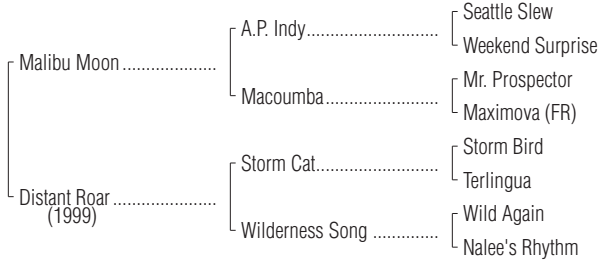 Seattle Slew
A.P. Indy
Weekend Surprise
Malibu Moon
Mr. Prospector
Macoumba
Maximova (FR)
Storm Bird
Storm Cat
Terlingua
Distant Roar
(1999)
Wild Again
Wilderness Song
Nalee's Rhythm